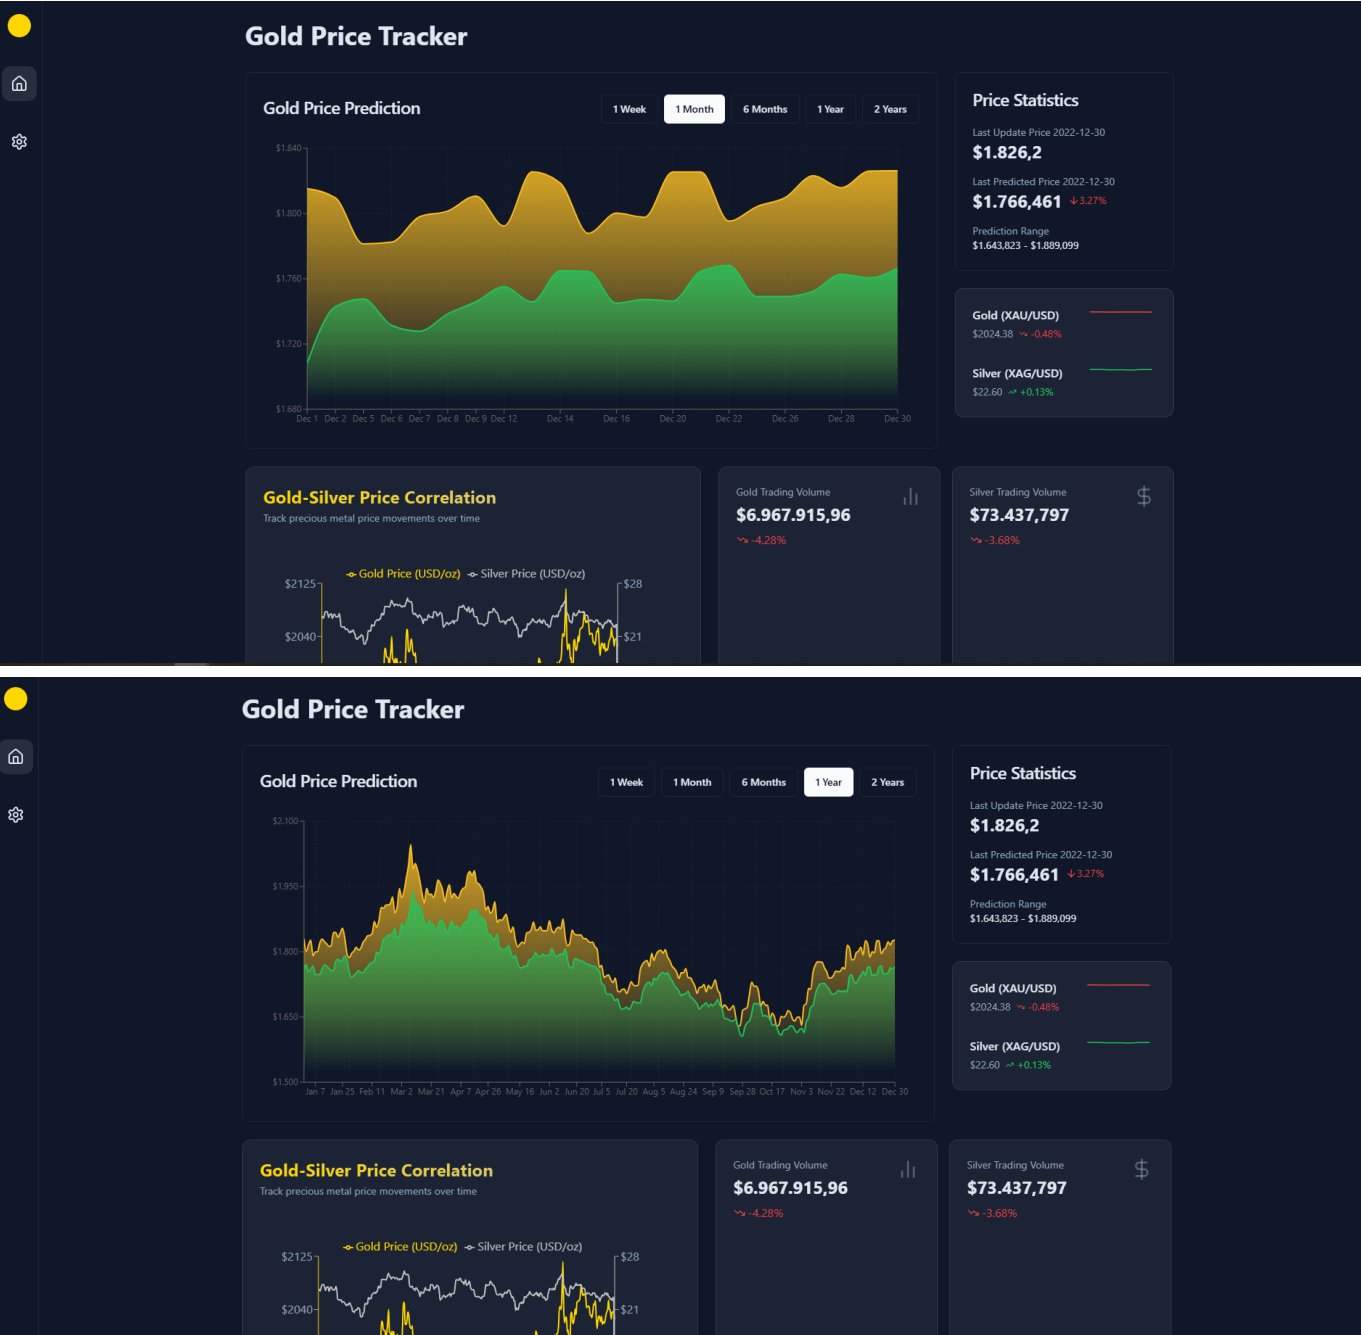 Gold Price Tracker
Gold Price Prediction
1 Week 1 Month 6 Months 1 Year 2 Years
$1.840
$1.800
$1.760
$1.720
$1.680
Dec 1 Dec 2 Dec 5 Dec 6 Dec 7 Dec 8 Dec 9 Dec 12 Dec 14 Dec 16 Dec 20 Dec 22 Dec 26 Dec 28 Dec 30
Price Statistics
Last Update Price 2022-12-30
$1.826,2
Last Predicted Price 2022-12-30
$1.766,461 3.27%
Prediction Range
$1.643,823 - $1.889,099
Gold (XAU/USD)
$2024.38 -0.48%
Silver (XAG/USD)
$22.60 +0.13%
Gold-Silver Price Correlation
Track precious metal price movements over time
Gold Price (USD/oz) Silver Price (USD/oz)
$2125 $28
$2040 $21
Gold Trading Volume
$6.967.915,96
-4.28%
Silver Trading Volume
$73.437,797
-3.68%
Gold Price Tracker
Gold Price Prediction
1 Week 1 Month 6 Months 1 Year 2 Years
$2.100
$1.950
$1.800
$1.650
$1.500
Jan 7 Jan 25 Feb 11 Mar 2 Mar 21 Apr 7 Apr 26 May 16 Jun 2 Jun 20 Jul 5 Jul 20 Aug 5 Aug 24 Sep 9 Sep 28 Oct 17 Nov 3 Nov 22 Dec 12 Dec 30
Price Statistics
Last Update Price 2022-12-30
$1.826,2
Last Predicted Price 2022-12-30
$1.766,461 3.27%
Prediction Range
$1.643,823 - $1.889,099
Gold (XAU/USD)
$2024.38 -0.48%
Silver (XAG/USD)
$22.60 +0.13%
Gold-Silver Price Correlation
Track precious metal price movements over time
Gold Price (USD/oz) Silver Price (USD/oz)
$2125 $28
$2040 $21
Gold Trading Volume
$6.967.915,96
-4.28%
Silver Trading Volume
$73.437,797
-3.68%